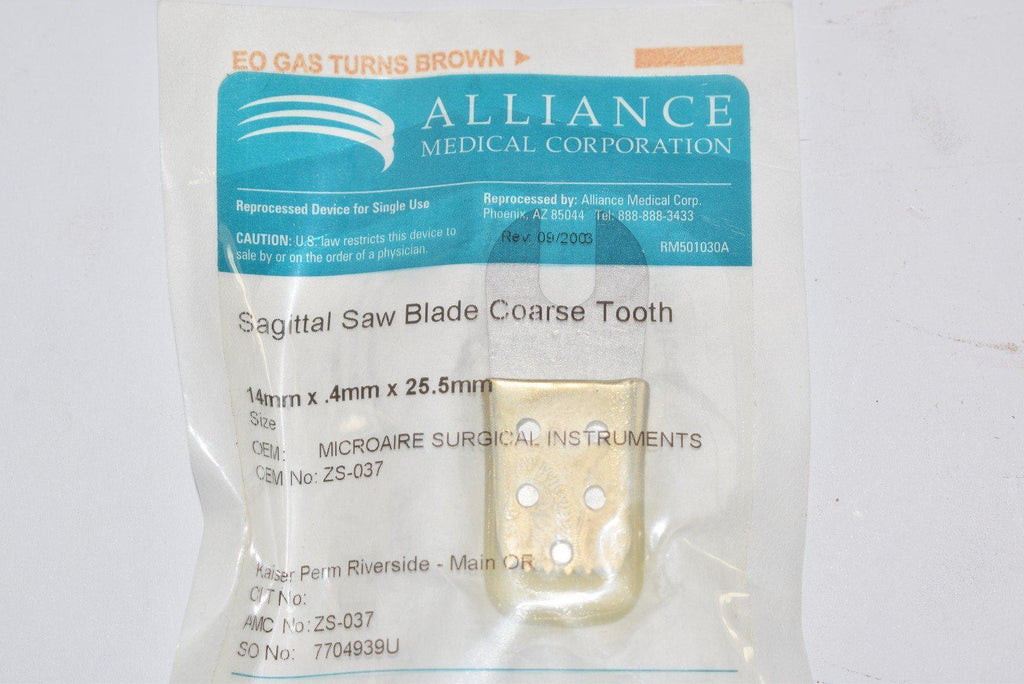 EO GAS TURNS BROWN
ALLIANCE
MEDICAL CORPORATION
Reprocessed Device for Single Use
CAUTION: U.S. law restricts this device to
sale by or on the order of a physician.
Reprocessed by: Alliance Medical Corp.
Phoenix, AZ 85044 Tel: 888-888-3433
Rev. 09/2003
RM501030A
Sagittal Saw Blade Coarse Tooth
14mm x .4mm x 25.5mm
Size
OEM: MICROAIRE SURGICAL INSTRUMENTS
OEM No: ZS-037
Kaiser Perm Riverside - Main OR
CLT No:
AMC No: ZS-037
SO No: 7704939U